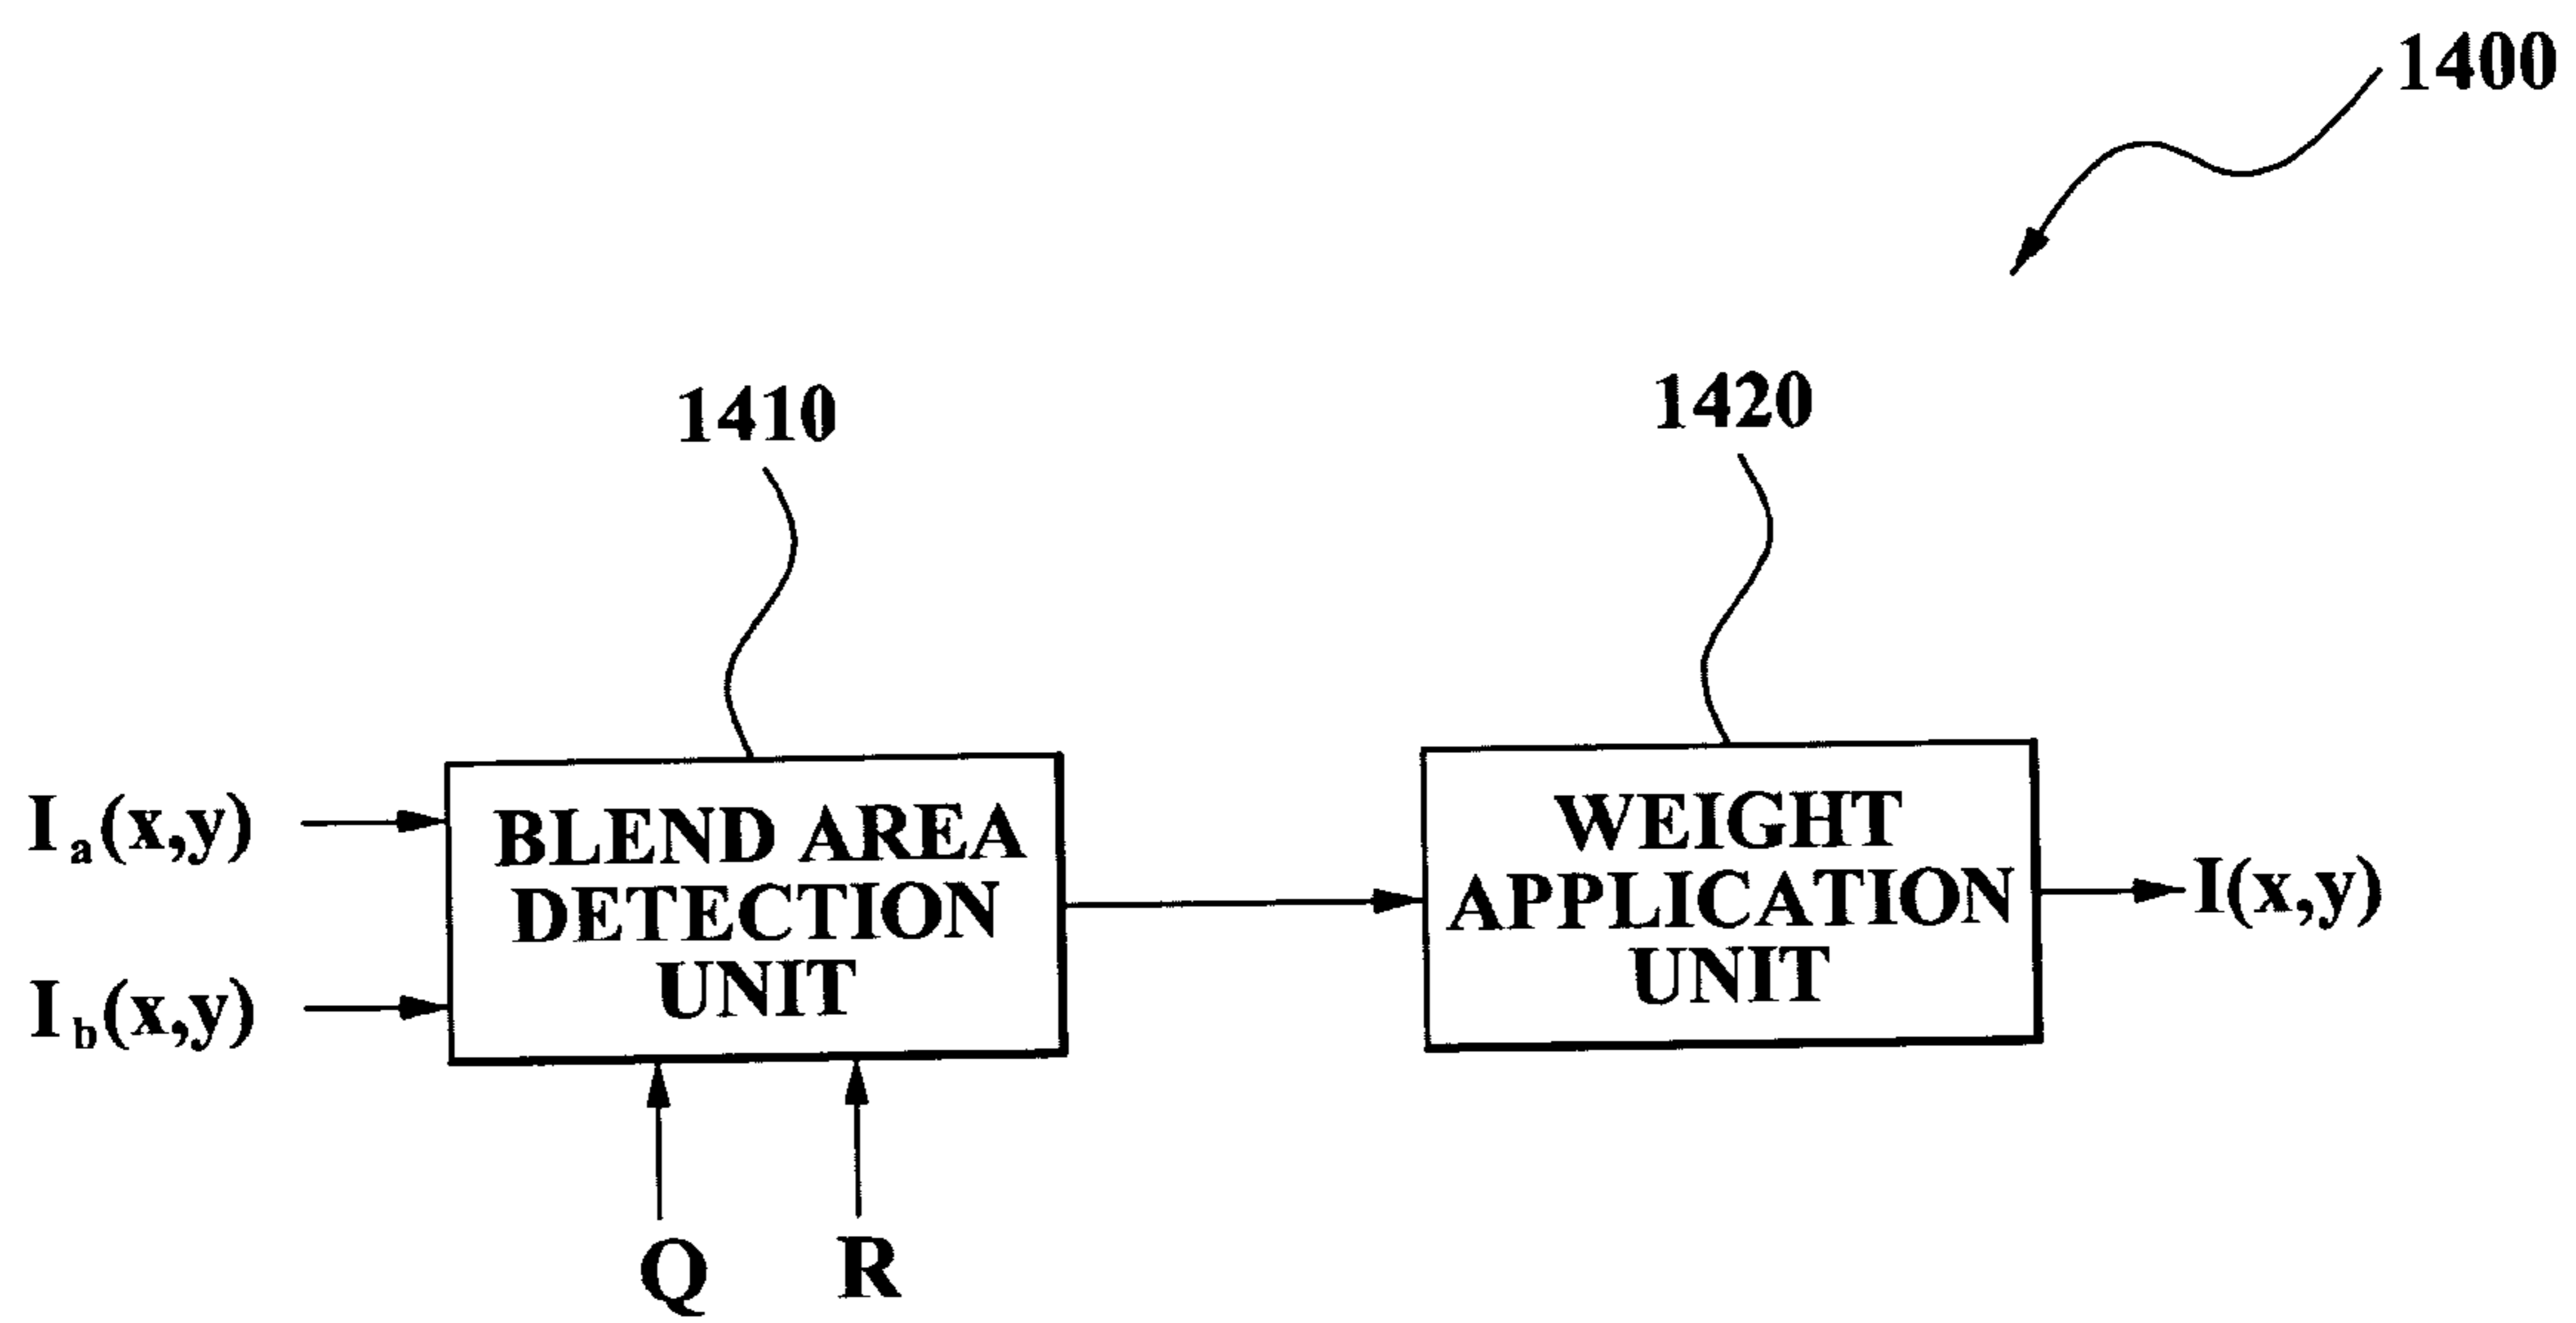 1400
1410
1420
Ia(x,y)
Ib(x,y)
BLEND AREA
DETECTION
UNIT
WEIGHT
APPLICATION
UNIT
I(x,y)
Q
R